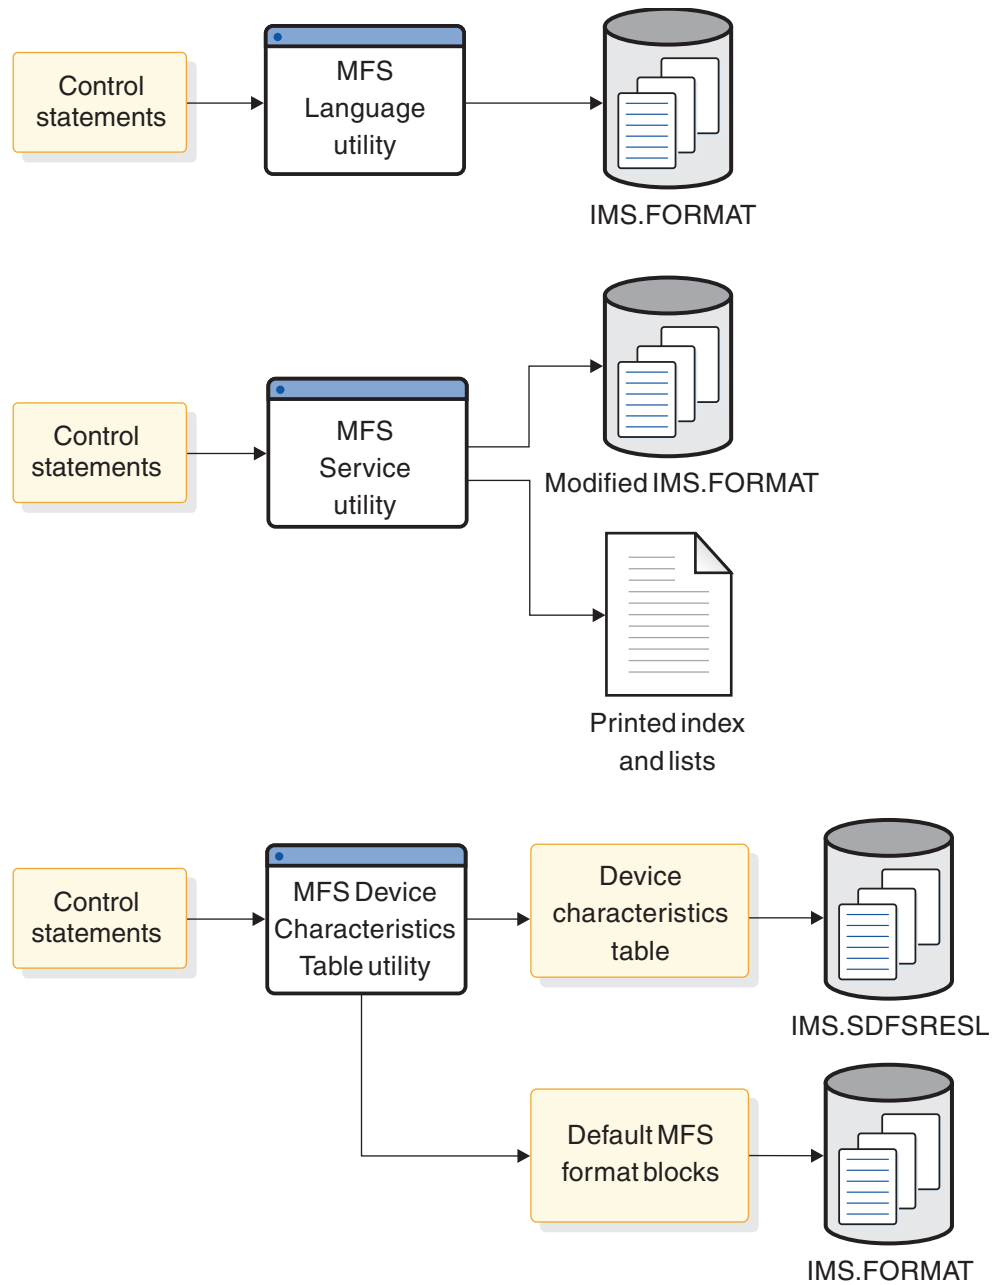 Control
statements
MFS
Language
utility
IMS.FORMAT
Control
statements
MFS
Service
utility
Modified IMS.FORMAT
Printed index
and lists
Control
statements
MFS Device
Characteristics
Table utility
Device
characteristics
table
IMS.SDFSRESL
Default MFS
format blocks
IMS.FORMAT